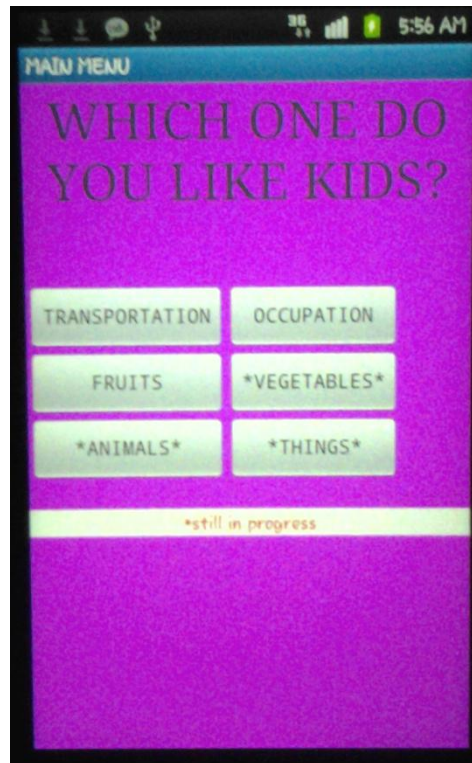 3G 5:56 AM
MAIN MENU
WHICH ONE DO
YOU LIKE KIDS?
TRANSPORTATION OCCUPATION
FRUITS *VEGETABLES*
*ANIMALS* *THINGS*
*still in progress